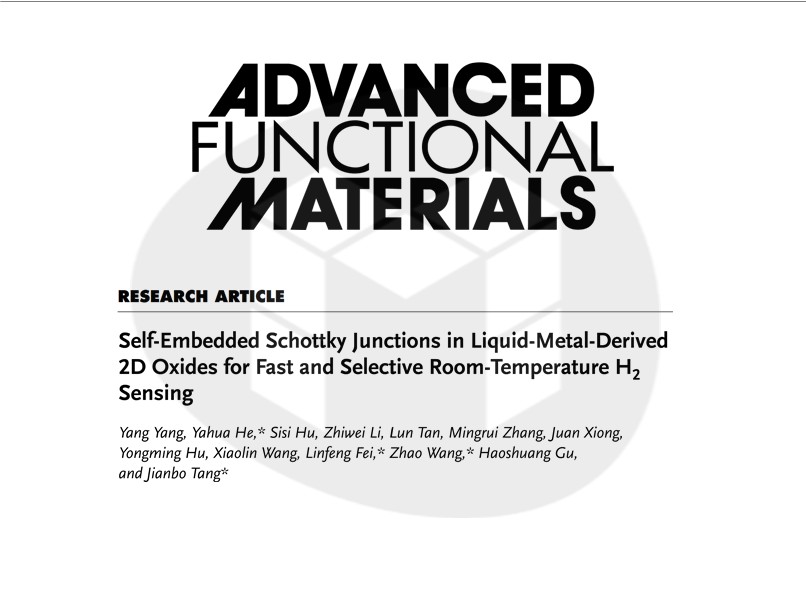 ADVANCED
FUNCTIONAL
MATERIALS
RESEARCH ARTICLE
Self-Embedded Schottky Junctions in Liquid-Metal-Derived
2D Oxides for Fast and Selective Room-Temperature H₂
Sensing
Yang Yang, Yahua He,* Sisi Hu, Zhiwei Li, Lun Tan, Mingrui Zhang, Juan Xiong,
Yongming Hu, Xiaolin Wang, Linfeng Fei,* Zhao Wang,* Haoshuang Gu,
and Jianbo Tang*